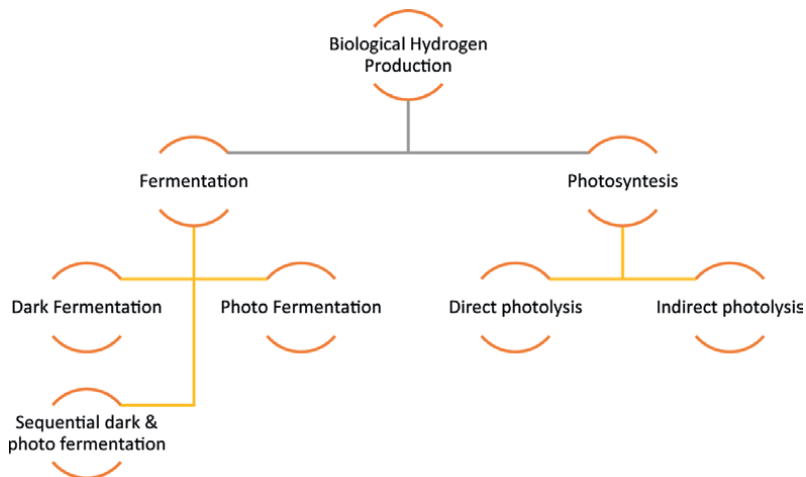 Biological Hydrogen
Production
Fermentation
Photosyntesis
Dark Fermentation
Photo Fermentation
Direct photolysis
Indirect photolysis
Sequential dark &
photo fermentation